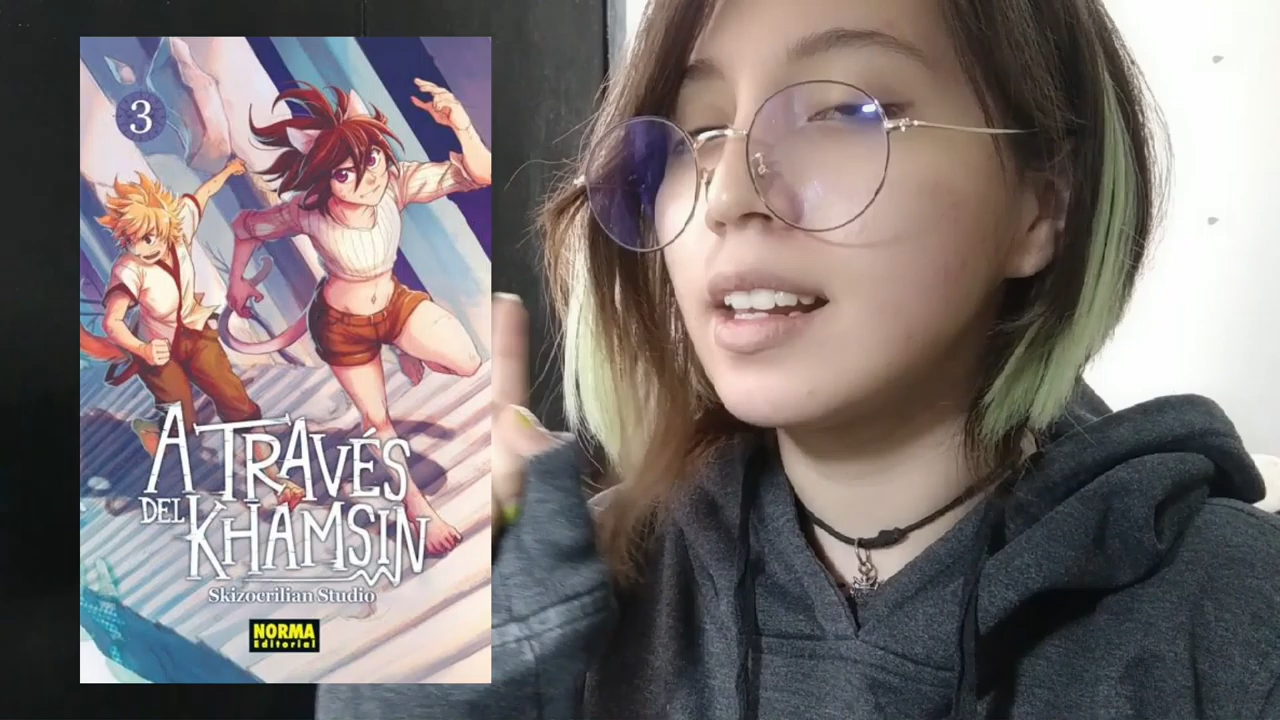 3
A TRAVÉS
DEL KHAMSIN
Skizocrilian Studio
NORMA
Editorial